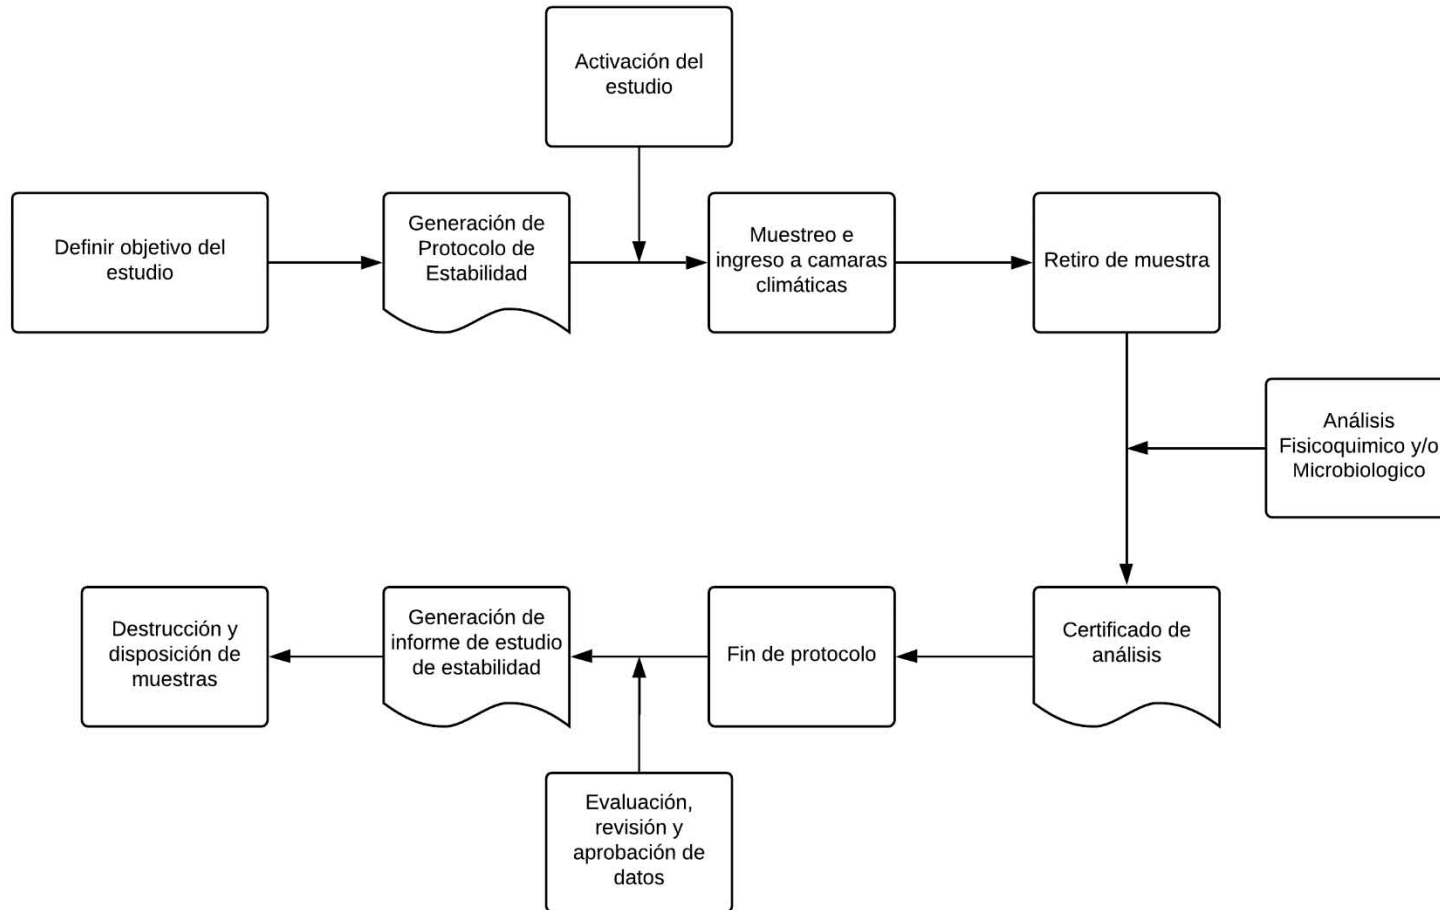 Activación del
estudio
Definir objetivo del
estudio
Generación de
Protocolo de
Estabilidad
Muestreo e
ingreso a camaras
climáticas
Retiro de muestra
Análisis
Fisicoquimico y/o
Microbiologico
Certificado de
análisis
Fin de protocolo
Generación de
informe de estudio
de estabilidad
Destrucción y
disposición de
muestras
Evaluación,
revisión y
aprobación de
datos